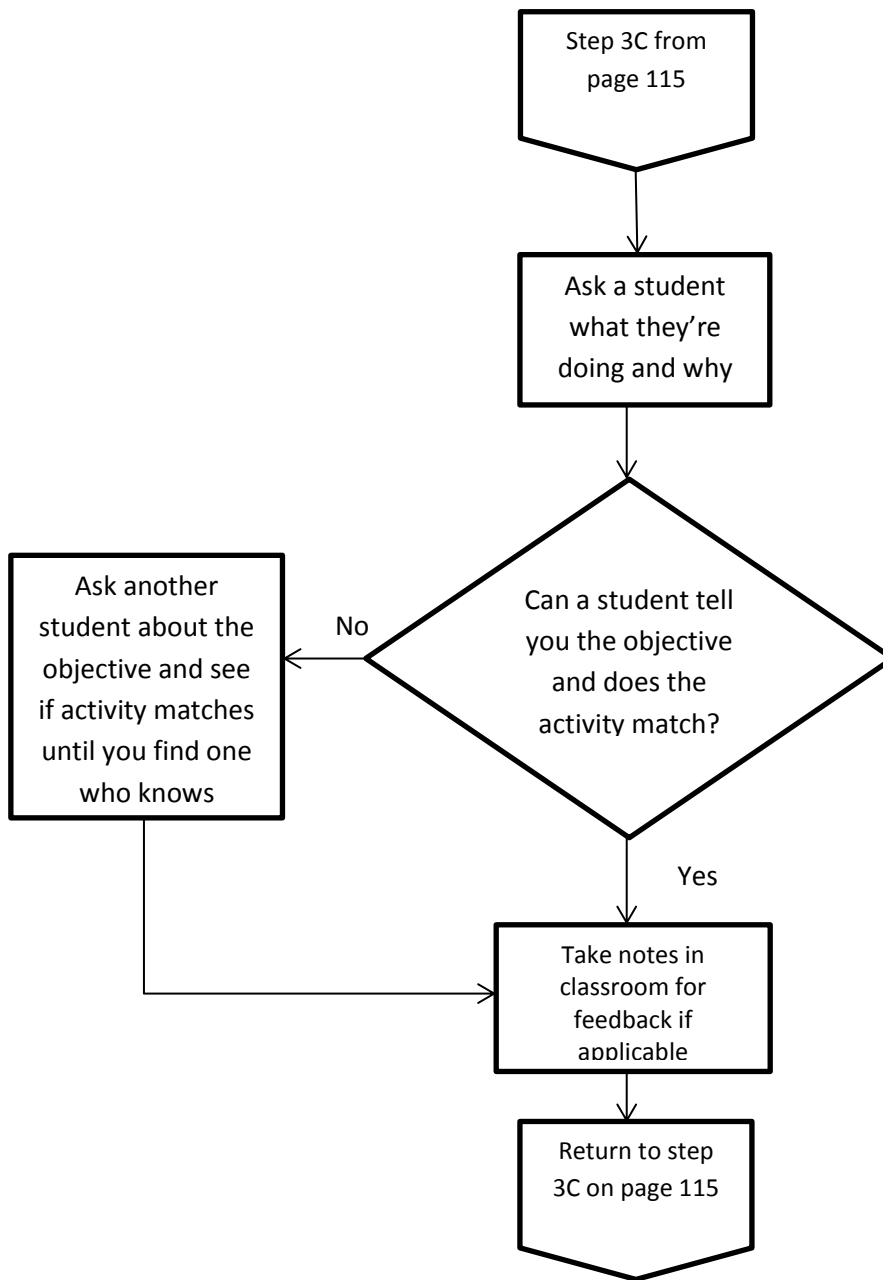 Step 3C from
page 115
Ask a student
what they’re
doing and why
Can a student tell
you the objective
and does the
activity match?
No
Ask another
student about the
objective and see
if activity matches
until you find one
who knows
Yes
Take notes in
classroom for
feedback if
applicable
Return to step
3C on page 115